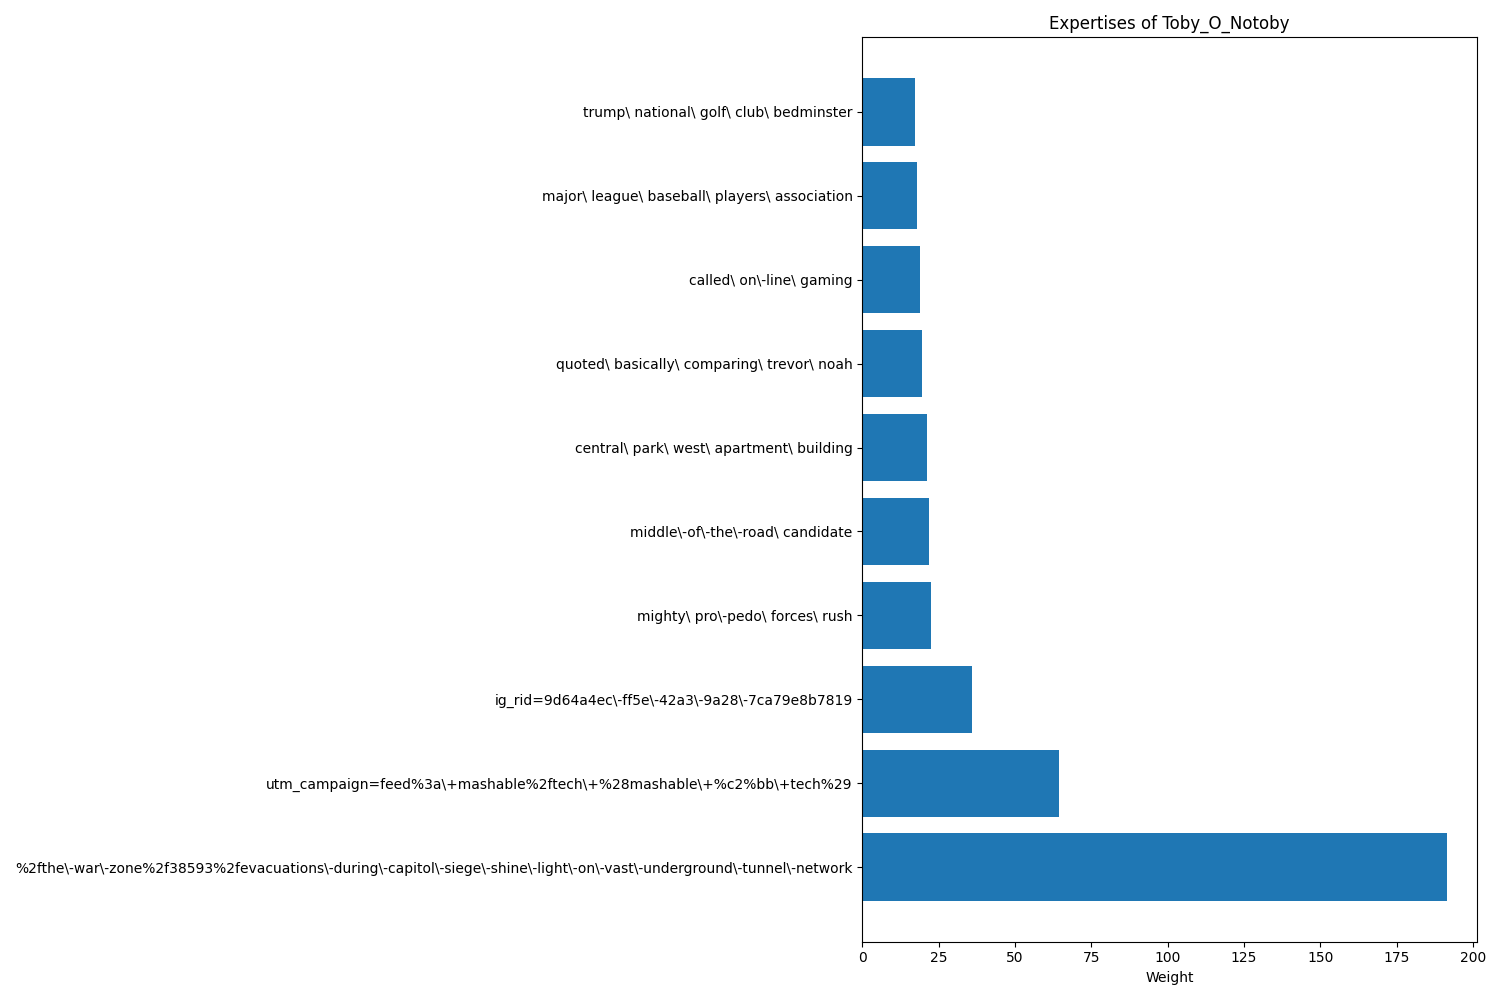 Expertises of Toby_O_Notoby
trump\ national\ golf\ club\ bedminster
major\ league\ baseball\ players\ association
called\ on\-line\ gaming
quoted\ basically\ comparing\ trevor\ noah
central\ park\ west\ apartment\ building
middle\-of\-the\-road\ candidate
mighty\ pro\-pedo\ forces\ rush
ig_rid=9d64a4ec\-ff5e\-42a3\-9a28\-7ca79e8b7819
utm_campaign=feed%3a\+mashable%2ftech\+%28mashable\+%c2%bb\+tech%29
%2fthe\-war\-zone%2f38593%2fevacuations\-during\-capitol\-siege\-shine\-light\-on\-vast\-underground\-tunnel\-network
0 25 50 75 100 125 150 175 200
Weight